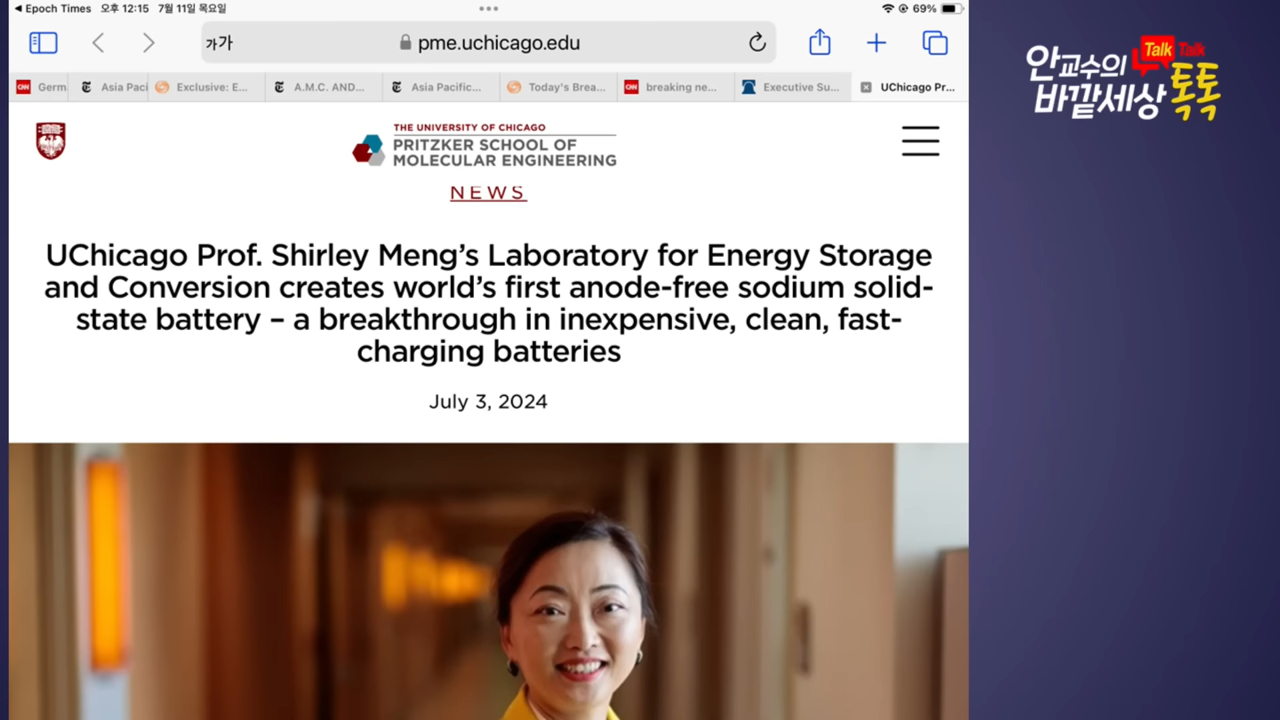 Epoch Times 오후 12:15 7월 11일 목요일
69%
가가
pme.uchicago.edu
Germ
Asia Paci
Exclusive: E...
A.M.C. AND...
Asia Pacific...
Today's Brea...
breaking ne...
Executive Su...
UChicago Pr...
안교수의
Talk Talk
바깥세상
톡톡
THE UNIVERSITY OF CHICAGO
PRITZKER SCHOOL OF
MOLECULAR ENGINEERING
NEWS
UChicago Prof. Shirley Meng’s Laboratory for Energy Storage
and Conversion creates world’s first anode-free sodium solid-
state battery – a breakthrough in inexpensive, clean, fast-
charging batteries
July 3, 2024